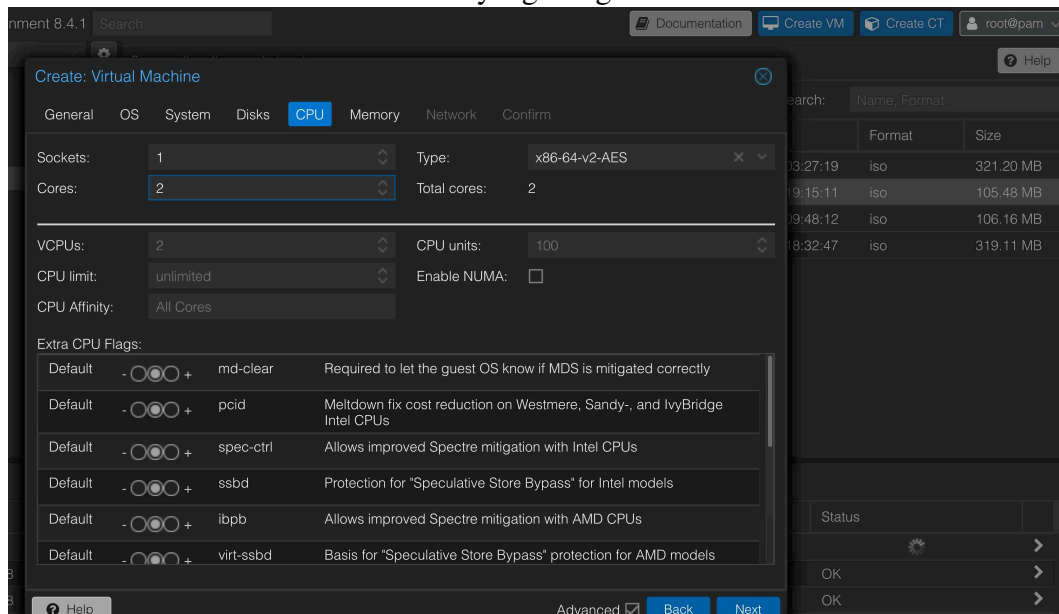 nment 8.4.1 Search Documentation Create VM Create CT root@pam
Help
Create: Virtual Machine
earch: Name, Format
General OS System Disks CPU Memory Network Confirm
Format Size
Sockets: 1 Type: x86-64-v2-AES
03:27:19 iso 321.20 MB
Cores: 2 Total cores: 2
19:15:11 iso 105.48 MB
09:48:12 iso 106.16 MB
VCPUs: 2 CPU units: 100
18:32:47 iso 319.11 MB
CPU limit: unlimited Enable NUMA:
CPU Affinity: All Cores
Extra CPU Flags:
Default - + md-clear Required to let the guest OS know if MDS is mitigated correctly
Default - + pcid Meltdown fix cost reduction on Westmere, Sandy-, and IvyBridge
Intel CPUs
Default - + spec-ctrl Allows improved Spectre mitigation with Intel CPUs
Default - + ssbd Protection for "Speculative Store Bypass" for Intel models
Default - + ibpb Allows improved Spectre mitigation with AMD CPUs
Status
Default - + virt-ssbd Basis for "Speculative Store Bypass" protection for AMD models
OK
Help Advanced Back Next
OK